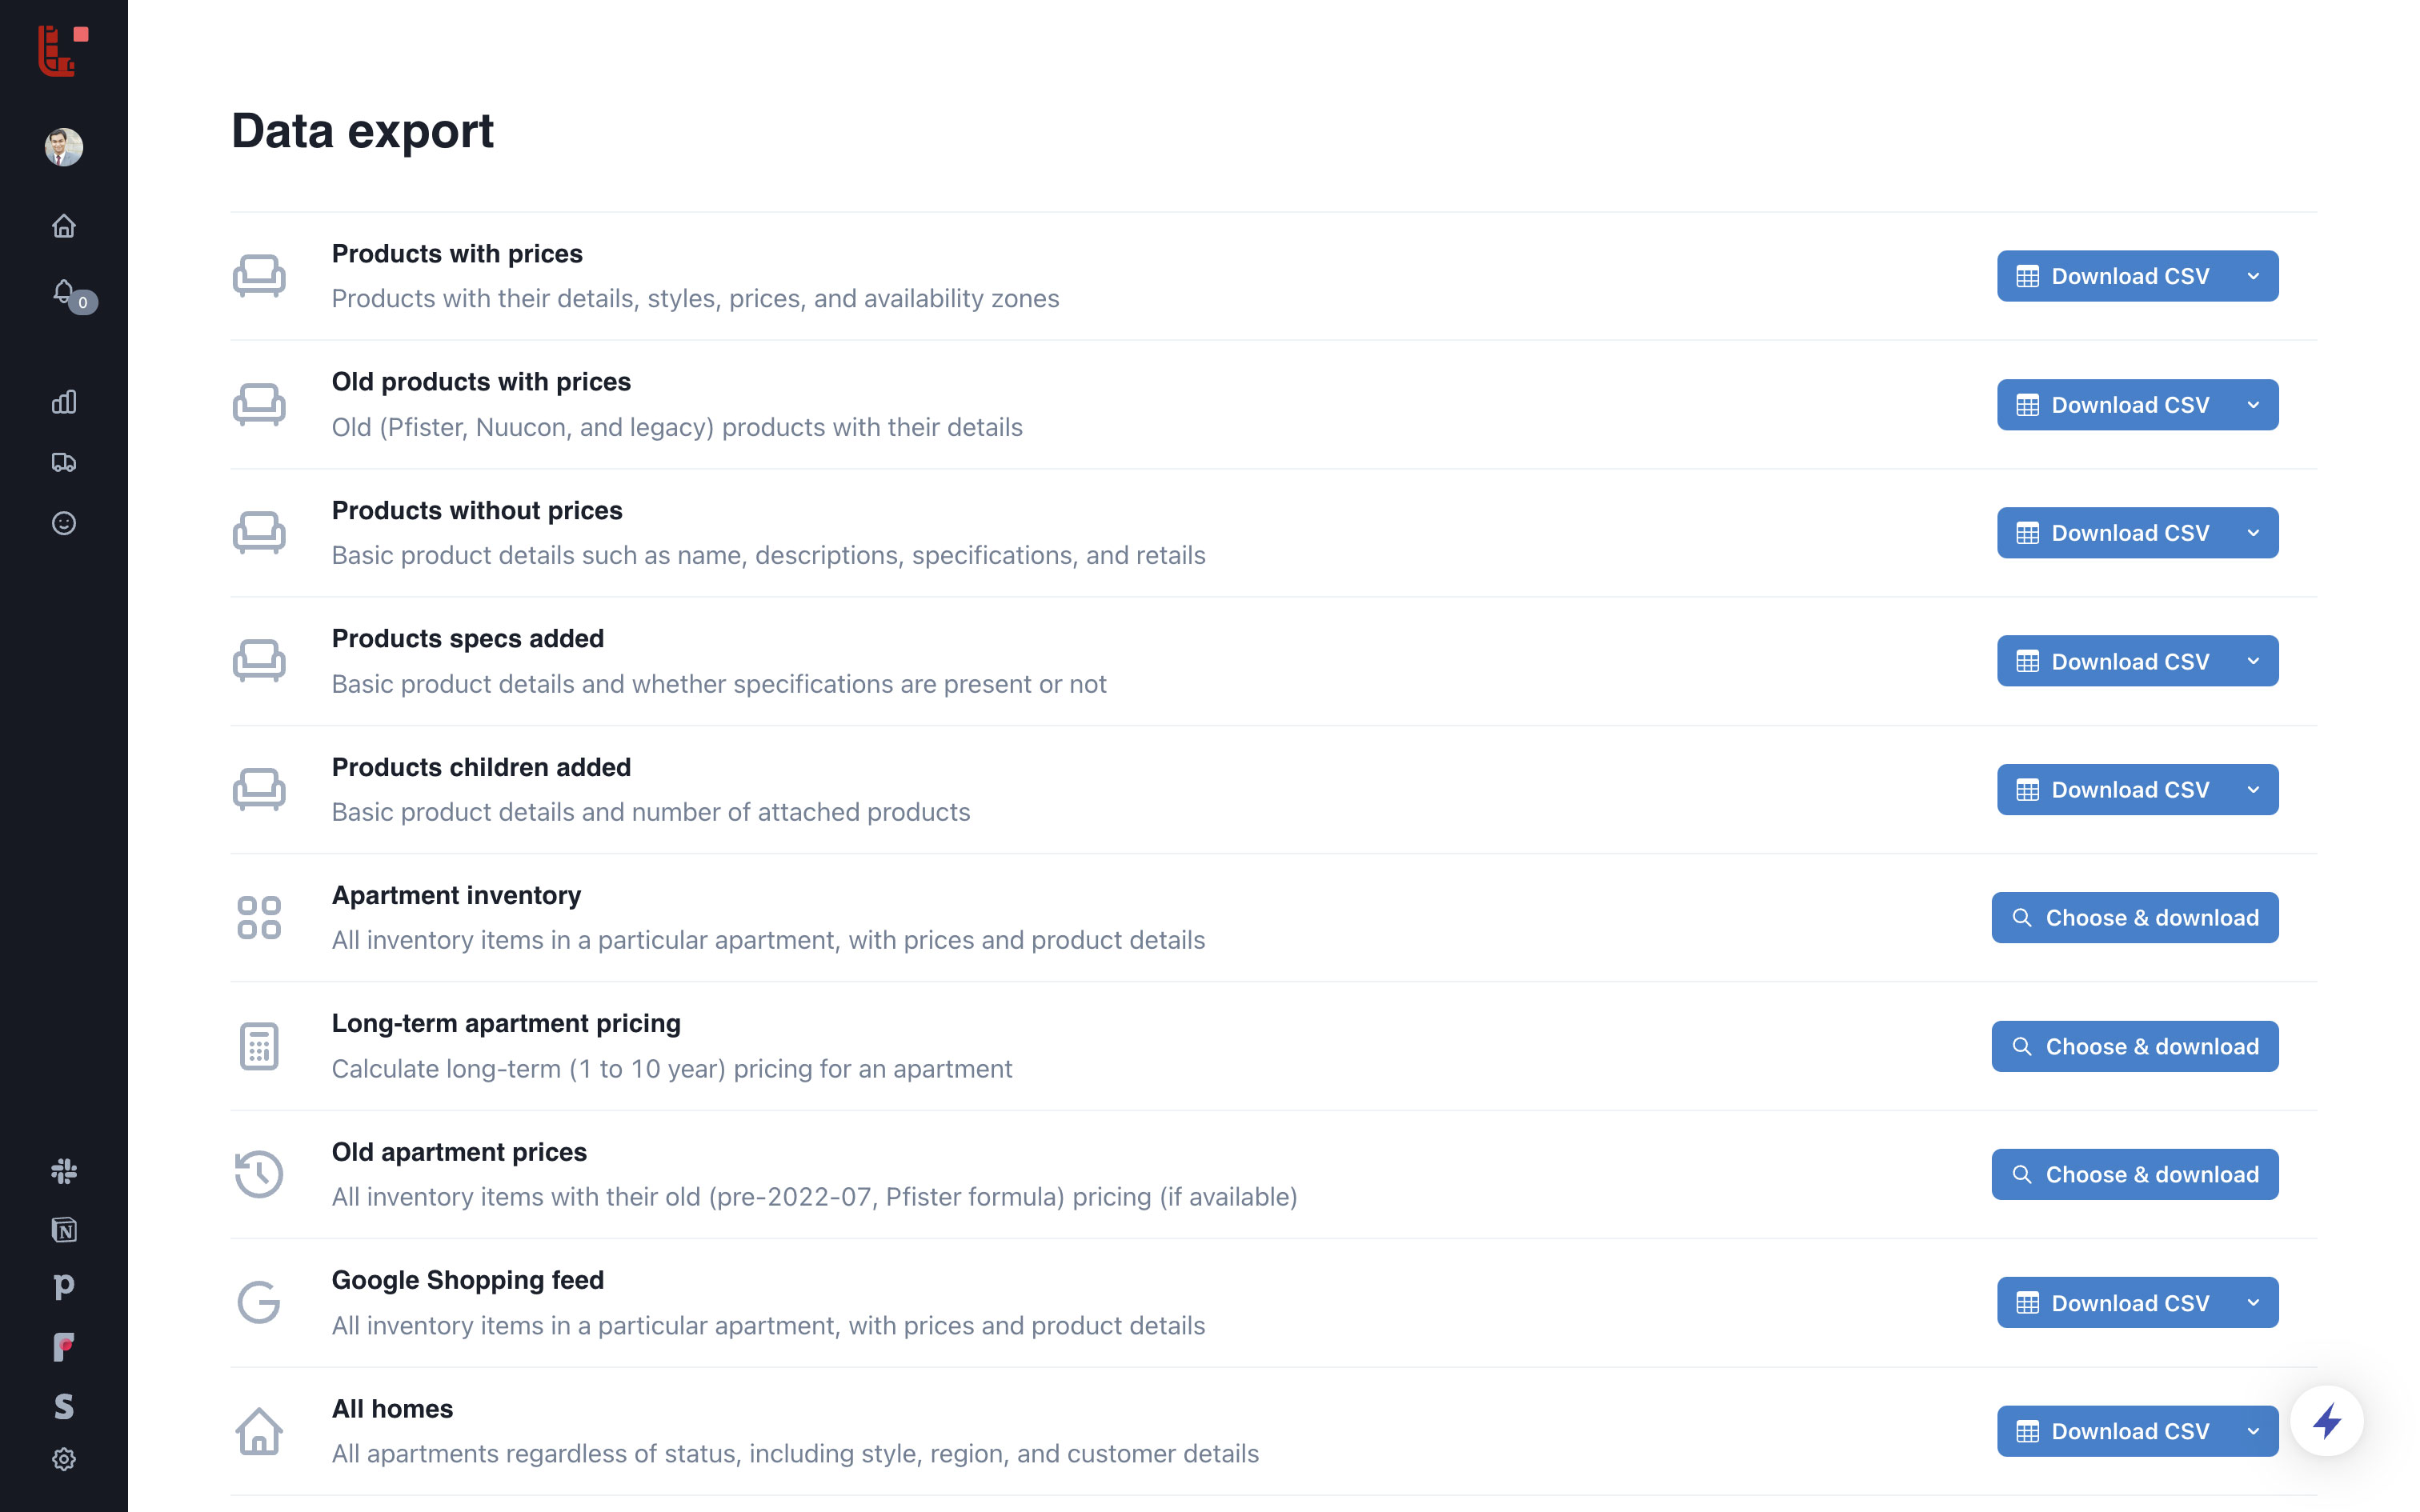 Data export
0
Products with prices
Products with their details, styles, prices, and availability zones
Download CSV
Old products with prices
Old (Pfister, Nuucon, and legacy) products with their details
Download CSV
Products without prices
Basic product details such as name, descriptions, specifications, and retails
Download CSV
Products specs added
Basic product details and whether specifications are present or not
Download CSV
Products children added
Basic product details and number of attached products
Download CSV
Apartment inventory
All inventory items in a particular apartment, with prices and product details
Choose & download
Long-term apartment pricing
Calculate long-term (1 to 10 year) pricing for an apartment
Choose & download
Old apartment prices
All inventory items with their old (pre-2022-07, Pfister formula) pricing (if available)
Choose & download
Google Shopping feed
All inventory items in a particular apartment, with prices and product details
Download CSV
All homes
All apartments regardless of status, including style, region, and customer details
Download CSV